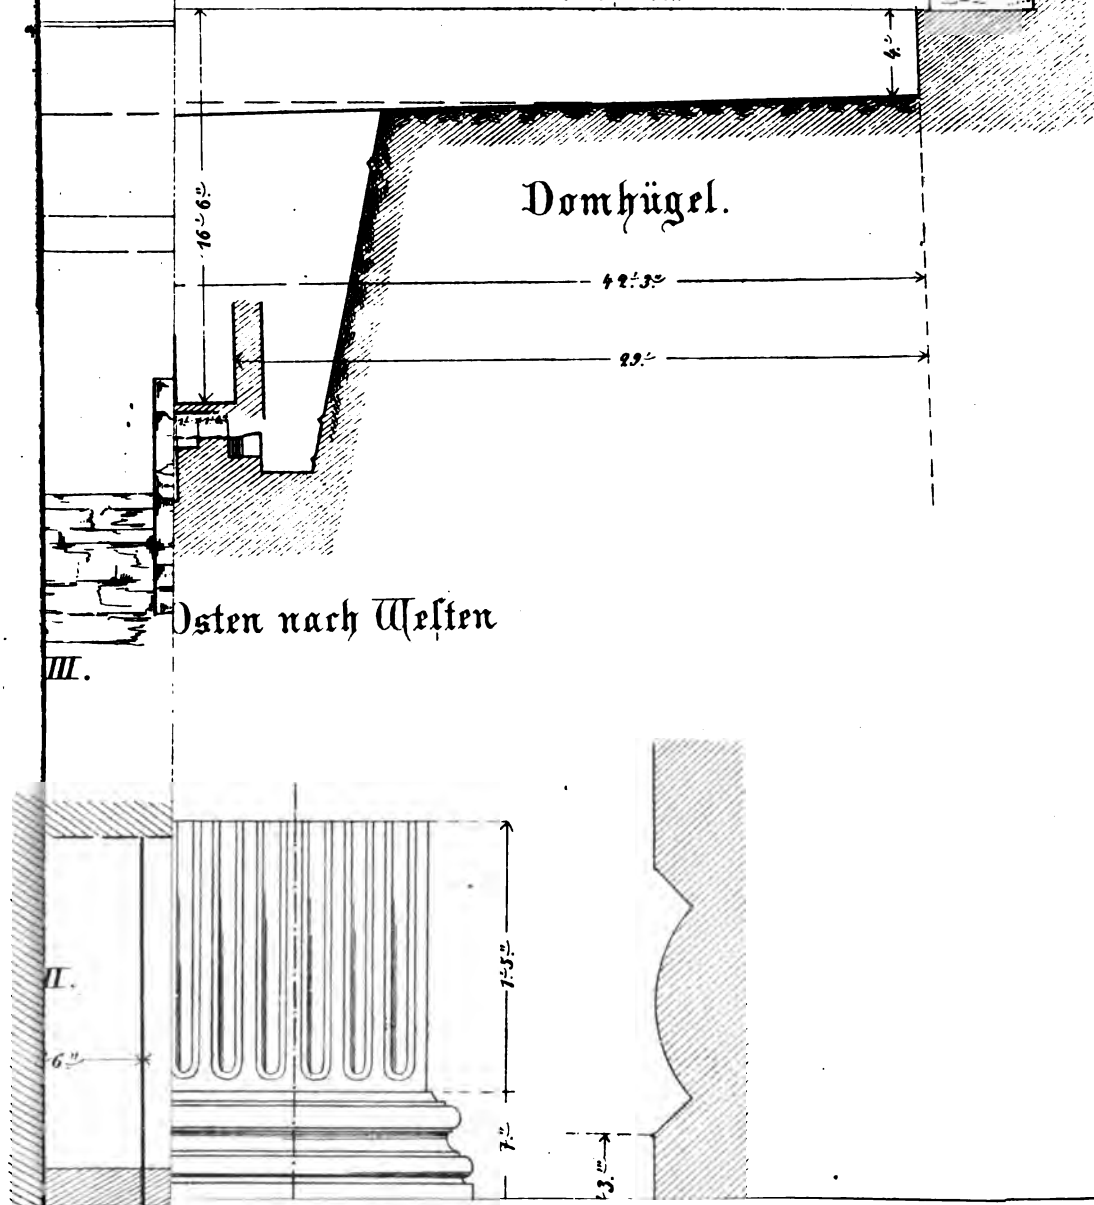 4.'
16.' 6."
Domhügel.
42.' 3."
29.'
Osten nach Weſten
III.
1.' 5."
II.
6."
7."
3.'''